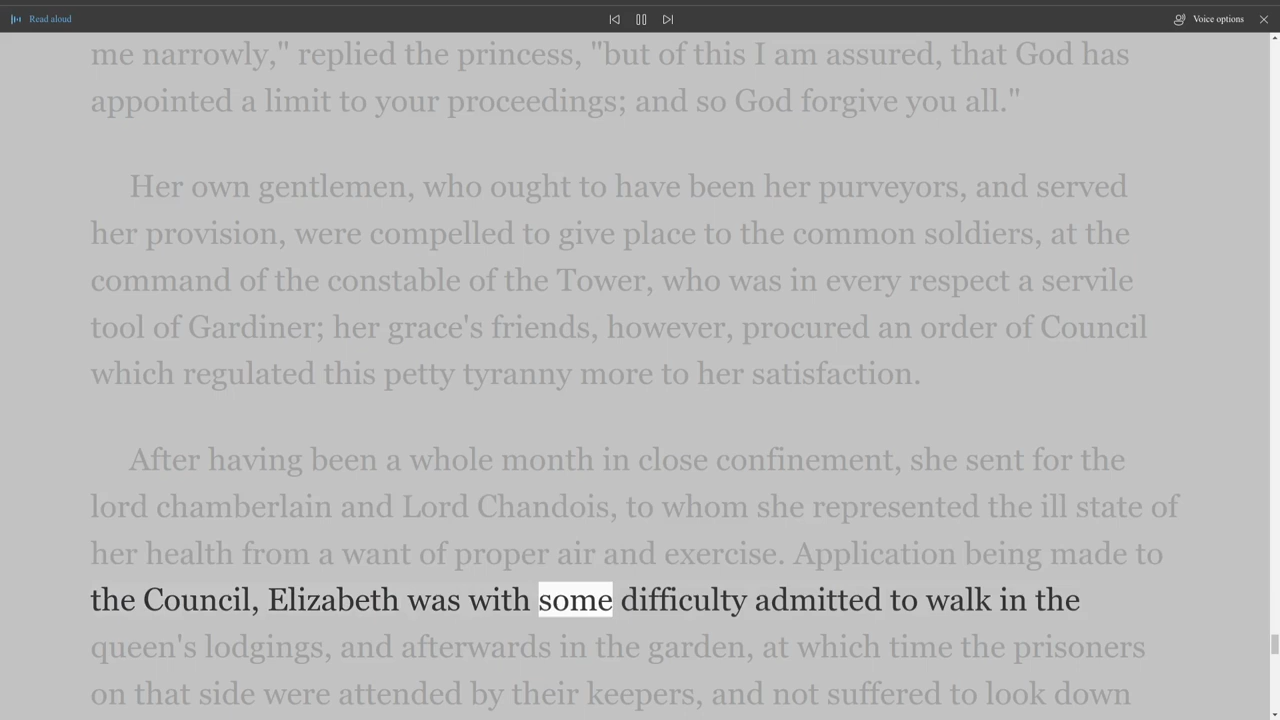 Read aloud
Voice options
me narrowly," replied the princess, "but of this I am assured, that God has
appointed a limit to your proceedings; and so God forgive you all."
Her own gentlemen, who ought to have been her purveyors, and served
her provision, were compelled to give place to the common soldiers, at the
command of the constable of the Tower, who was in every respect a servile
tool of Gardiner; her grace's friends, however, procured an order of Council
which regulated this petty tyranny more to her satisfaction.
After having been a whole month in close confinement, she sent for the
lord chamberlain and Lord Chandois, to whom she represented the ill state of
her health from a want of proper air and exercise. Application being made to
the Council, Elizabeth was with some difficulty admitted to walk in the
queen's lodgings, and afterwards in the garden, at which time the prisoners
on that side were attended by their keepers, and not suffered to look down